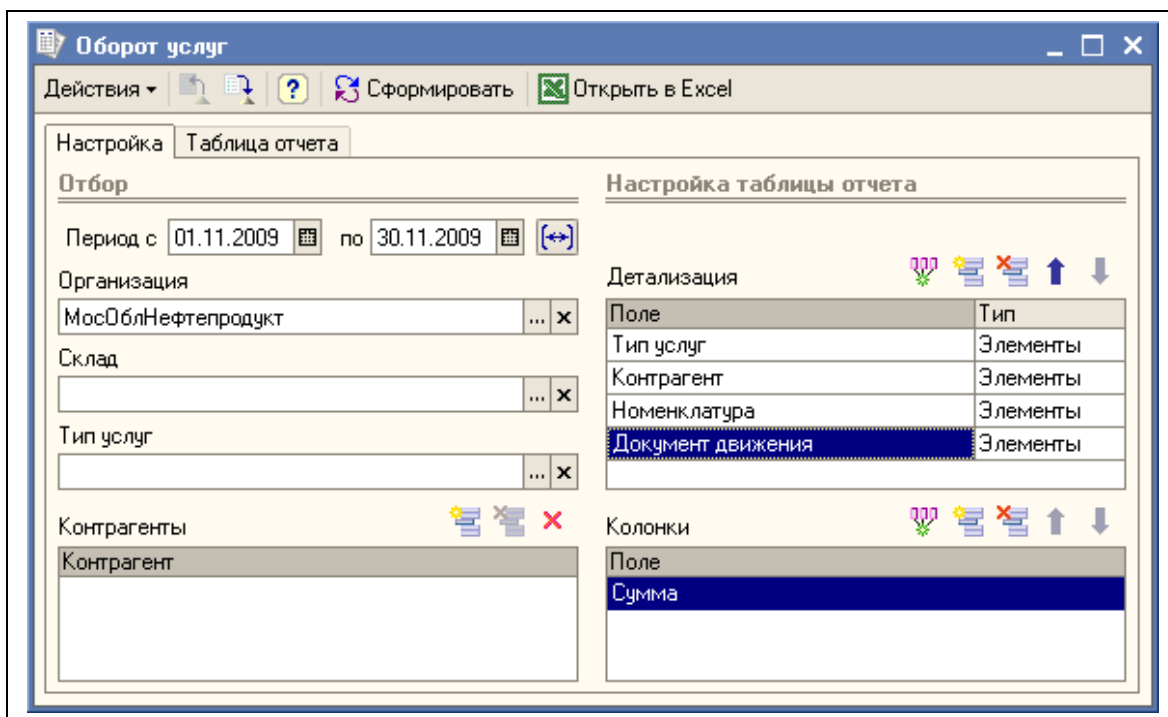 Оборот услуг
Действия Сформировать Открыть в Excel
Настройка Таблица отчета
Отбор
Период с 01.11.2009 по 30.11.2009
Организация
МосОблНефтепродукт ... x
Склад
... x
Тип услуг
... x
Контрагенты
Контрагент
Настройка таблицы отчета
Детализация
Поле Тип
Тип услуг Элементы
Контрагент Элементы
Номенклатура Элементы
Документ движения Элементы
Колонки
Поле
Сумма